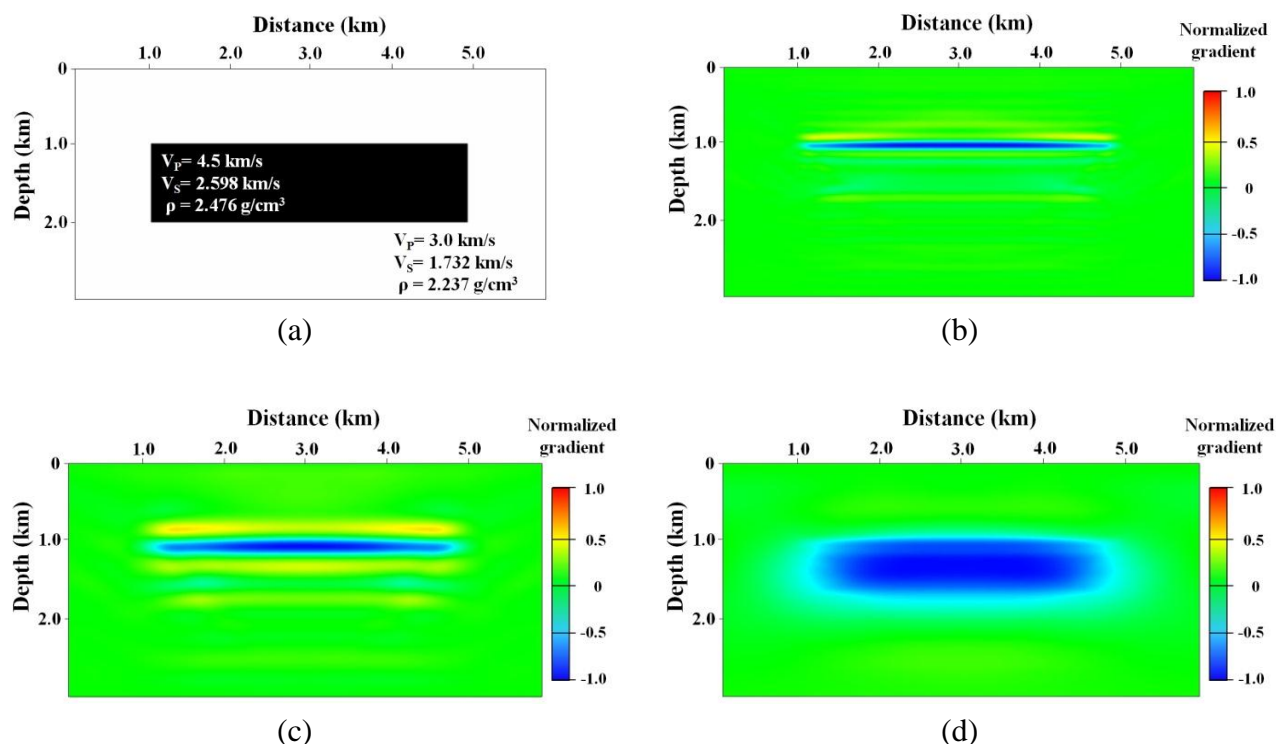 Distance (km)
1.0 2.0 3.0 4.0 5.0
0
1.0
2.0
Depth (km)
V_P= 4.5 km/s
V_S= 2.598 km/s
ρ = 2.476 g/cm³
V_P= 3.0 km/s
V_S= 1.732 km/s
ρ = 2.237 g/cm³
(a)
Distance (km)
1.0 2.0 3.0 4.0 5.0
0
1.0
2.0
Depth (km)
Normalized
gradient
1.0
0.5
0
-0.5
-1.0
(b)
Distance (km)
1.0 2.0 3.0 4.0 5.0
0
1.0
2.0
Depth (km)
Normalized
gradient
1.0
0.5
0
-0.5
-1.0
(c)
Distance (km)
1.0 2.0 3.0 4.0 5.0
0
1.0
2.0
Depth (km)
Normalized
gradient
1.0
0.5
0
-0.5
-1.0
(d)